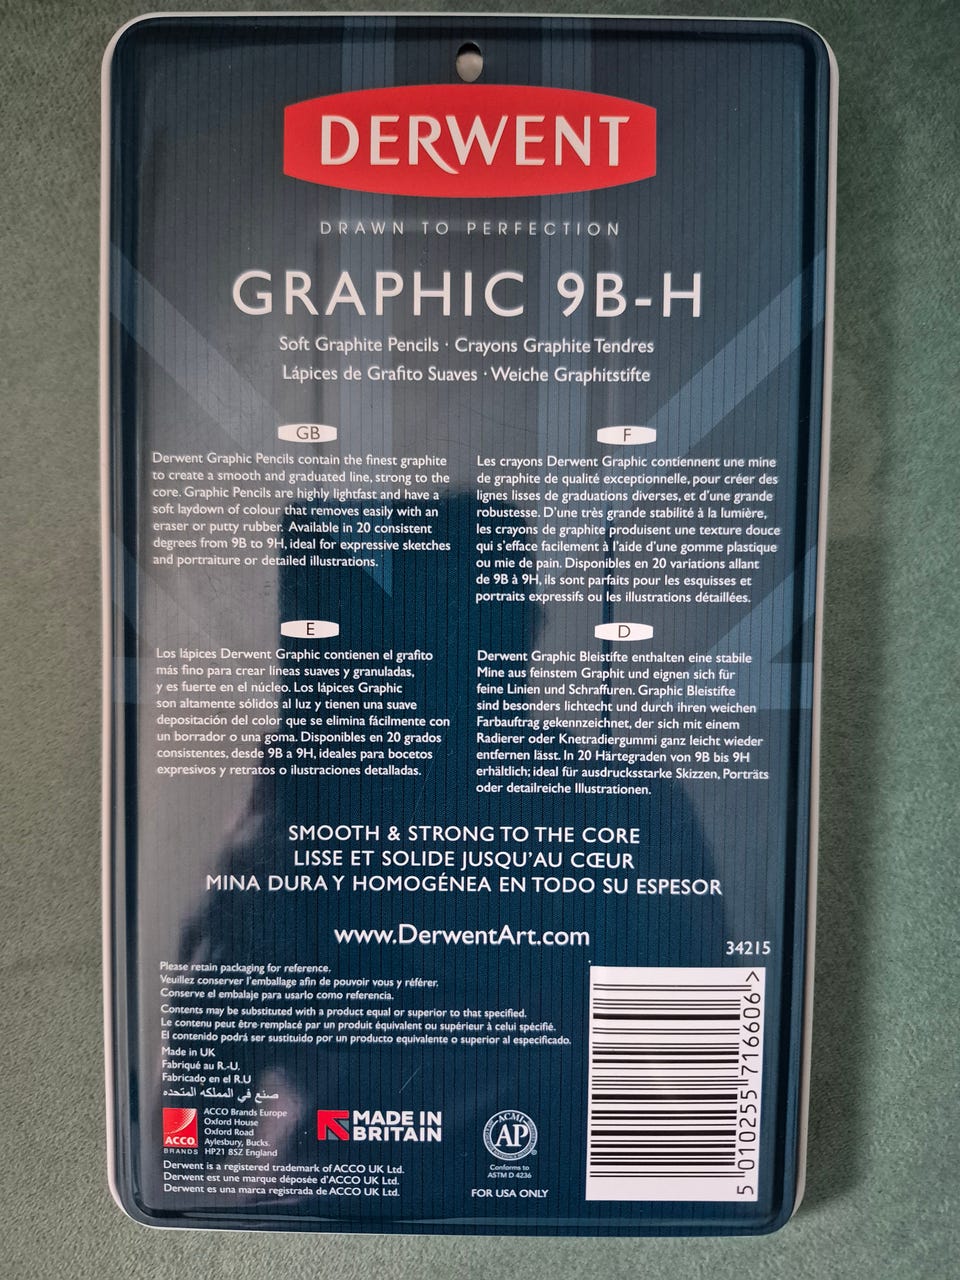 DERWENT
DRAWN TO PERFECTION
GRAPHIC 9B-H
Soft Graphite Pencils · Crayons Graphite Tendres
Lápices de Grafito Suaves · Weiche Graphitstifte
GB
Derwent Graphic Pencils contain the finest graphite
to create a smooth and graduated line, strong to the
core. Graphic Pencils are highly lightfast and have a
soft laydown of colour that removes easily with an
eraser or putty rubber. Available in 20 consistent
degrees from 9B to 9H, ideal for expressive sketches
and portraiture or detailed illustrations.
F
Les crayons Derwent Graphic contiennent une mine
de graphite de qualité exceptionnelle, pour créer des
lignes lisses de graduations diverses, et d'une grande
robustesse. D'une très grande stabilité à la lumière,
les crayons de graphite produisent une texture douce
qui s'efface facilement à l'aide d'une gomme plastique
ou mie de pain. Disponibles en 20 variations allant
de 9B à 9H, ils sont parfaits pour les esquisses et
portraits expressifs ou les illustrations détaillées.
E
Los lápices Derwent Graphic contienen el grafito
más fino para crear líneas suaves y granuladas,
y es fuerte en el núcleo. Los lápices Graphic
son altamente sólidos al luz y tienen una suave
depositación del color que se elimina fácilmente con
un borrador o una goma. Disponibles en 20 grados
consistentes, desde 9B a 9H, ideales para bocetos
expresivos y retratos o ilustraciones detalladas.
D
Derwent Graphic Bleistifte enthalten eine stabile
Mine aus feinstem Graphit und eignen sich für
feine Linien und Schraffuren. Graphic Bleistifte
sind besonders lichtecht und durch ihren weichen
Farbauftrag gekennzeichnet, der sich mit einem
Radierer oder Knetradiergummi ganz leicht wieder
entfernen lässt. In 20 Härtegraden von 9B bis 9H
erhältlich; ideal für ausdrucksstarke Skizzen, Porträts
oder detailreiche Illustrationen.
SMOOTH & STRONG TO THE CORE
LISSE ET SOLIDE JUSQU'AU CŒUR
MINA DURA Y HOMOGÉNEA EN TODO SU ESPESOR
www.DerwentArt.com
34215
Please retain packaging for reference.
Veuillez conserver l'emballage afin de pouvoir vous y référer.
Conserve el embalaje para usarlo como referencia.
Contents may be substituted with a product equal or superior to that specified.
Le contenu peut être remplacé par un produit équivalent ou supérieur à celui spécifié.
El contenido podrá ser sustituido por un producto equivalente o superior al especificado.
Made in UK
Fabriqué au R.-U.
Fabricado en el R.U
صنع في المملكه المتحده
ACCO
BRANDS
ACCO Brands Europe
Oxford House
Oxford Road
Aylesbury, Bucks.
HP21 8SZ England
MADE IN
BRITAIN
ACMI
AP
Conforms to
ASTM D 4236
FOR USA ONLY
Derwent is a registered trademark of ACCO UK Ltd.
Derwent est une marque déposée d'ACCO UK Ltd.
Derwent es una marca registrada de ACCO UK Ltd.
5 010255 716606 >